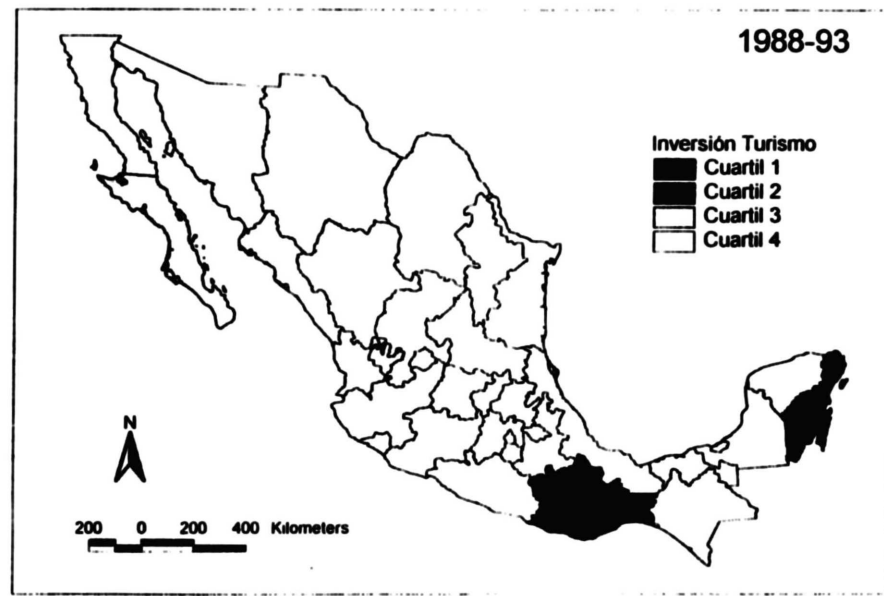 1988-93
Inversión Turismo
Cuartil 1
Cuartil 2
Cuartil 3
Cuartil 4
N
200 0 200 400 Kilometers